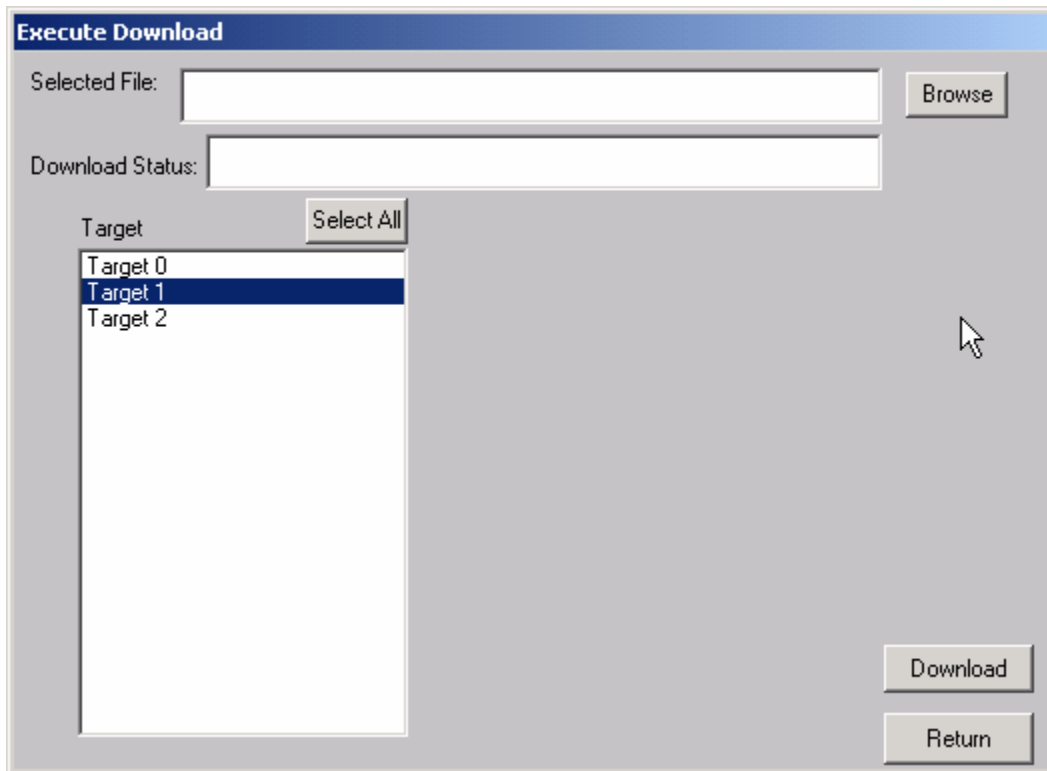 Execute Download
Selected File:
Browse
Download Status:
Target
Select All
Target 0
Target 1
Target 2
Download
Return